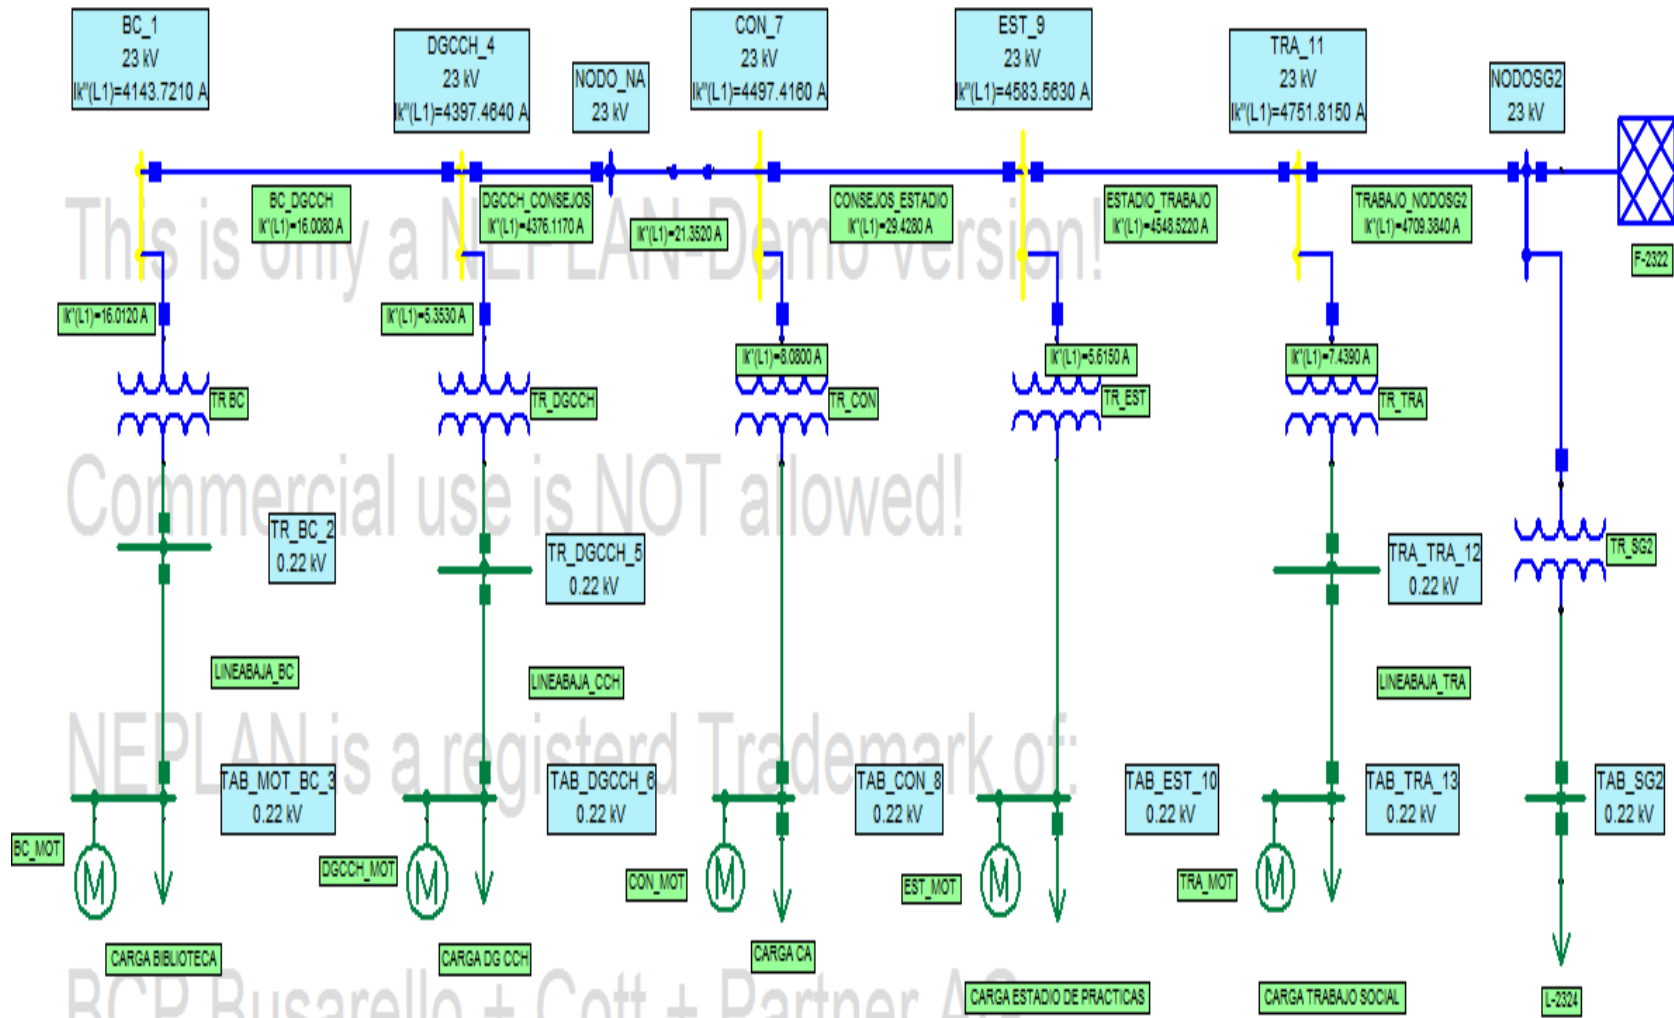 BC_1
23 kV
Ik"(L1)=4143.7210 A
DGCCH_4
23 kV
Ik"(L1)=4397.4640 A
NODO_NA
23 kV
CON_7
23 kV
Ik"(L1)=4497.4160 A
EST_9
23 kV
Ik"(L1)=4583.5630 A
TRA_11
23 kV
Ik"(L1)=4751.8150 A
NODOSG2
23 kV
BC_DGCCH
Ik"(L1)=16.0080 A
DGCCH_CONSEJOS
Ik"(L1)=4376.1170 A
Ik"(L1)=21.3520 A
CONSEJOS_ESTADIO
Ik"(L1)=29.4280 A
ESTADIO_TRABAJO
Ik"(L1)=4548.5220 A
TRABAJO_NODOSG2
Ik"(L1)=4709.3840 A
F-2322
This is only a NEPLAN-Demo version!
Ik"(L1)=16.0120 A
Ik"(L1)=5.3530 A
Ik"(L1)=8.0800 A
Ik"(L1)=5.6150 A
Ik"(L1)=7.4390 A
TR BC
TR_DGCCH
TR_CON
TR_EST
TR_TRA
Commercial use is NOT allowed!
TR_BC_2
0.22 kV
TR_DGCCH_5
0.22 kV
TRA_TRA_12
0.22 kV
TR_SG2
LINEABAJA_BC
LINEABAJA_CCH
LINEABAJA_TRA
NEPLAN is a registerd Trademark of:
TAB_MOT_BC_3
0.22 kV
TAB_DGCCH_6
0.22 kV
TAB_CON_8
0.22 kV
TAB_EST_10
0.22 kV
TAB_TRA_13
0.22 kV
TAB_SG2
0.22 kV
BC_MOT
M
DGCCH_MOT
M
CON_MOT
M
EST_MOT
M
TRA_MOT
M
CARGA BIBLIOTECA
CARGA DG CCH
CARGA CA
CARGA ESTADIO DE PRACTICAS
CARGA TRABAJO SOCIAL
L-2324
BCP Busarello + Cott + Partner AG